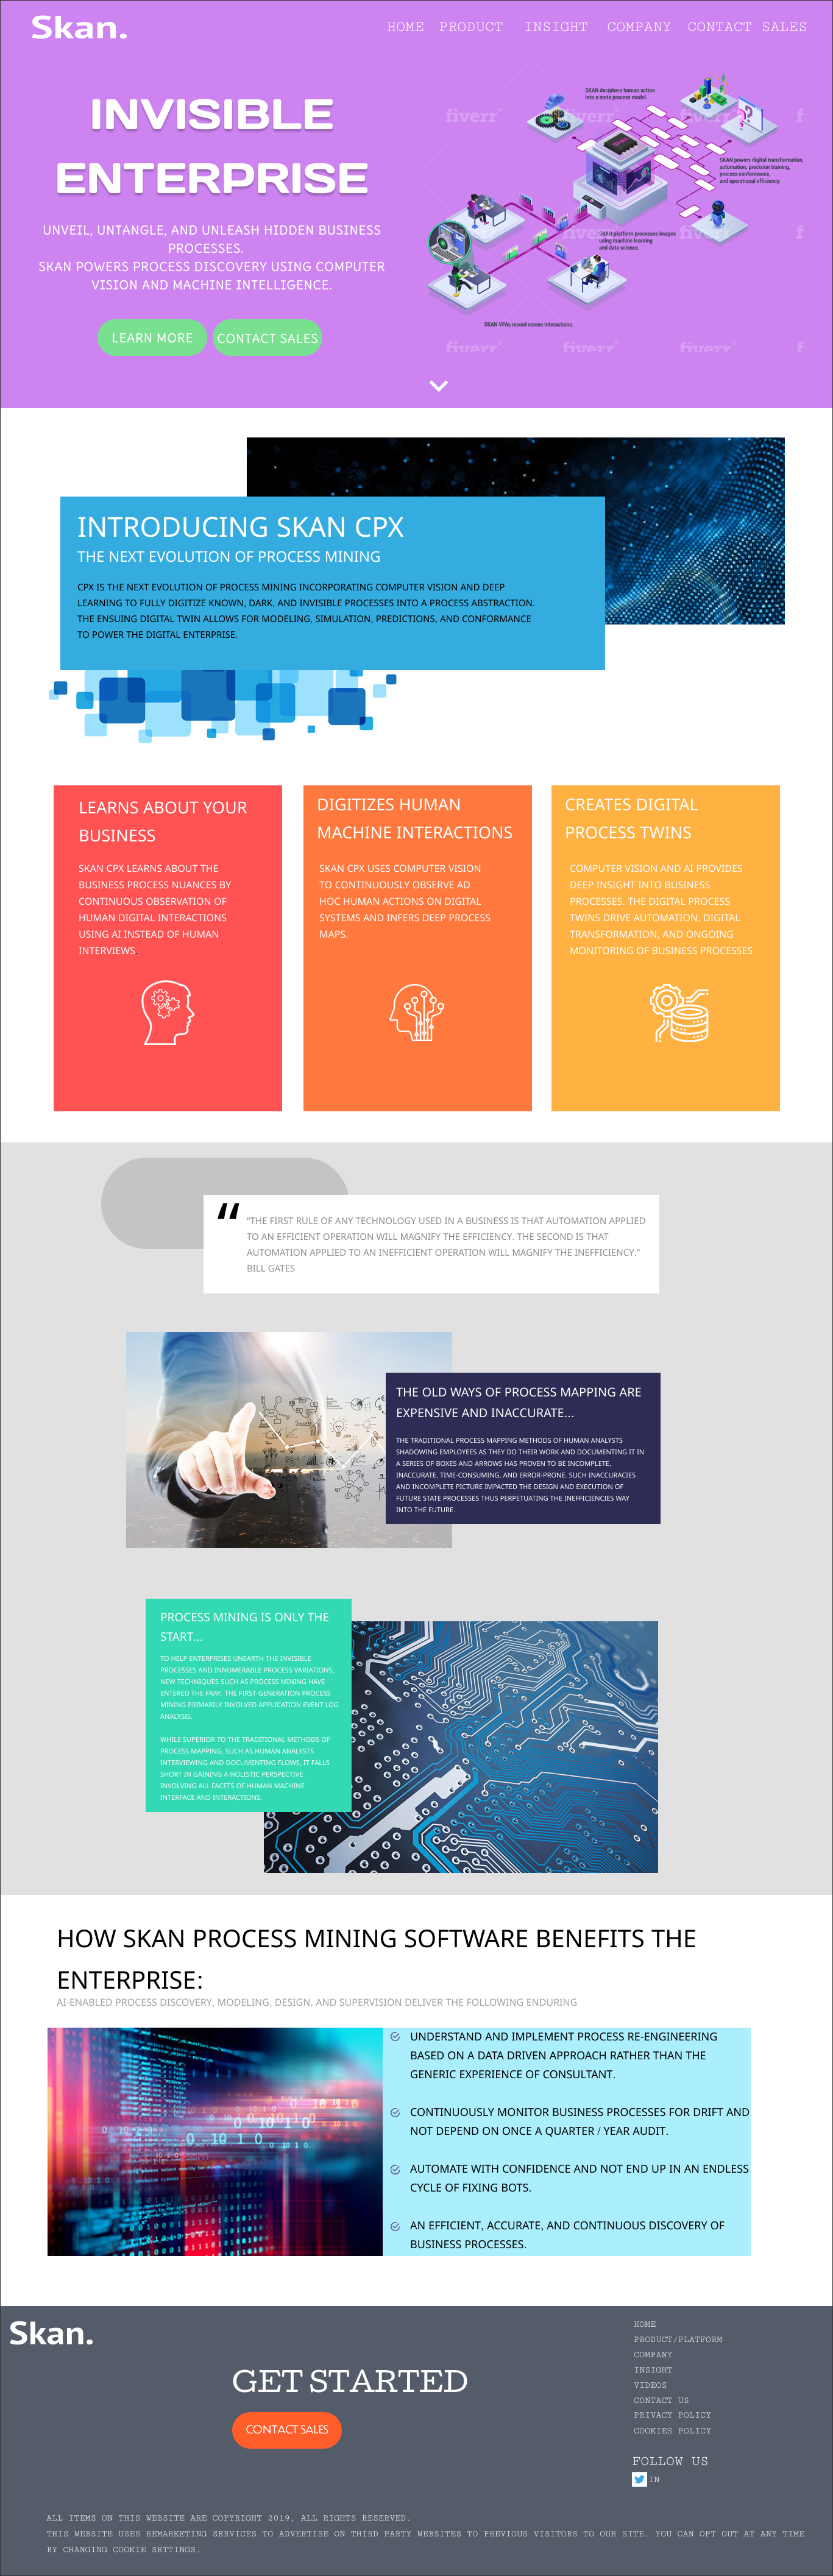 Skan.
HOME PRODUCT INSIGHT COMPANY CONTACT SALES
INVISIBLE
ENTERPRISE
UNVEIL, UNTANGLE, AND UNLEASH HIDDEN BUSINESS
PROCESSES.
SKAN POWERS PROCESS DISCOVERY USING COMPUTER
VISION AND MACHINE INTELLIGENCE.
LEARN MORE
CONTACT SALES
SKAN deciphers human action
into a meta process model.
fiverr
fiverr
fiverr
f
SKAN powers digital transformation,
automation, precision training,
process conformance,
and operational efficiency.
SKAN platform processes images
using machine learning
and data science.
fiverr
fiverr
f
SKAN VPAs record screen interactions.
fiverr
fiverr
fiverr
f
INTRODUCING SKAN CPX
THE NEXT EVOLUTION OF PROCESS MINING
CPX IS THE NEXT EVOLUTION OF PROCESS MINING INCORPORATING COMPUTER VISION AND DEEP
LEARNING TO FULLY DIGITIZE KNOWN, DARK, AND INVISIBLE PROCESSES INTO A PROCESS ABSTRACTION.
THE ENSUING DIGITAL TWIN ALLOWS FOR MODELING, SIMULATION, PREDICTIONS, AND CONFORMANCE
TO POWER THE DIGITAL ENTERPRISE.
LEARNS ABOUT YOUR
BUSINESS
SKAN CPX LEARNS ABOUT THE
BUSINESS PROCESS NUANCES BY
CONTINUOUS OBSERVATION OF
HUMAN DIGITAL INTERACTIONS
USING AI INSTEAD OF HUMAN
INTERVIEWS.
DIGITIZES HUMAN
MACHINE INTERACTIONS
SKAN CPX USES COMPUTER VISION
TO CONTINUOUSLY OBSERVE AD
HOC HUMAN ACTIONS ON DIGITAL
SYSTEMS AND INFERS DEEP PROCESS
MAPS.
CREATES DIGITAL
PROCESS TWINS
COMPUTER VISION AND AI PROVIDES
DEEP INSIGHT INTO BUSINESS
PROCESSES. THE DIGITAL PROCESS
TWINS DRIVE AUTOMATION, DIGITAL
TRANSFORMATION, AND ONGOING
MONITORING OF BUSINESS PROCESSES
“THE FIRST RULE OF ANY TECHNOLOGY USED IN A BUSINESS IS THAT AUTOMATION APPLIED
TO AN EFFICIENT OPERATION WILL MAGNIFY THE EFFICIENCY. THE SECOND IS THAT
AUTOMATION APPLIED TO AN INEFFICIENT OPERATION WILL MAGNIFY THE INEFFICIENCY.”
BILL GATES
THE OLD WAYS OF PROCESS MAPPING ARE
EXPENSIVE AND INACCURATE...
THE TRADITIONAL PROCESS MAPPING METHODS OF HUMAN ANALYSTS
SHADOWING EMPLOYEES AS THEY DO THEIR WORK AND DOCUMENTING IT IN
A SERIES OF BOXES AND ARROWS HAS PROVEN TO BE INCOMPLETE,
INACCURATE, TIME-CONSUMING, AND ERROR-PRONE. SUCH INACCURACIES
AND INCOMPLETE PICTURE IMPACTED THE DESIGN AND EXECUTION OF
FUTURE STATE PROCESSES THUS PERPETUATING THE INEFFICIENCIES WAY
INTO THE FUTURE.
PROCESS MINING IS ONLY THE
START...
TO HELP ENTERPRISES UNEARTH THE INVISIBLE
PROCESSES AND INNUMERABLE PROCESS VARIATIONS,
NEW TECHNIQUES SUCH AS PROCESS MINING HAVE
ENTERED THE FRAY. THE FIRST-GENERATION PROCESS
MINING PRIMARILY INVOLVED APPLICATION EVENT LOG
ANALYSIS.
WHILE SUPERIOR TO THE TRADITIONAL METHODS OF
PROCESS MAPPING, SUCH AS HUMAN ANALYSTS
INTERVIEWING AND DOCUMENTING FLOWS, IT FALLS
SHORT IN GAINING A HOLISTIC PERSPECTIVE
INVOLVING ALL FACETS OF HUMAN MACHINE
INTERFACE AND INTERACTIONS.
HOW SKAN PROCESS MINING SOFTWARE BENEFITS THE
ENTERPRISE:
AI-ENABLED PROCESS DISCOVERY, MODELING, DESIGN, AND SUPERVISION DELIVER THE FOLLOWING ENDURING
UNDERSTAND AND IMPLEMENT PROCESS RE-ENGINEERING
BASED ON A DATA DRIVEN APPROACH RATHER THAN THE
GENERIC EXPERIENCE OF CONSULTANT.
CONTINUOUSLY MONITOR BUSINESS PROCESSES FOR DRIFT AND
NOT DEPEND ON ONCE A QUARTER / YEAR AUDIT.
AUTOMATE WITH CONFIDENCE AND NOT END UP IN AN ENDLESS
CYCLE OF FIXING BOTS.
AN EFFICIENT, ACCURATE, AND CONTINUOUS DISCOVERY OF
BUSINESS PROCESSES.
Skan.
GET STARTED
CONTACT SALES
HOME
PRODUCT/PLATFORM
COMPANY
INSIGHT
VIDEOS
CONTACT US
PRIVACY POLICY
COOKIES POLICY
FOLLOW US
IN
ALL ITEMS ON THIS WEBSITE ARE COPYRIGHT 2019, ALL RIGHTS RESERVED.
THIS WEBSITE USES REMARKETING SERVICES TO ADVERTISE ON THIRD PARTY WEBSITES TO PREVIOUS VISITORS TO OUR SITE. YOU CAN OPT OUT AT ANY TIME
BY CHANGING COOKIE SETTINGS.